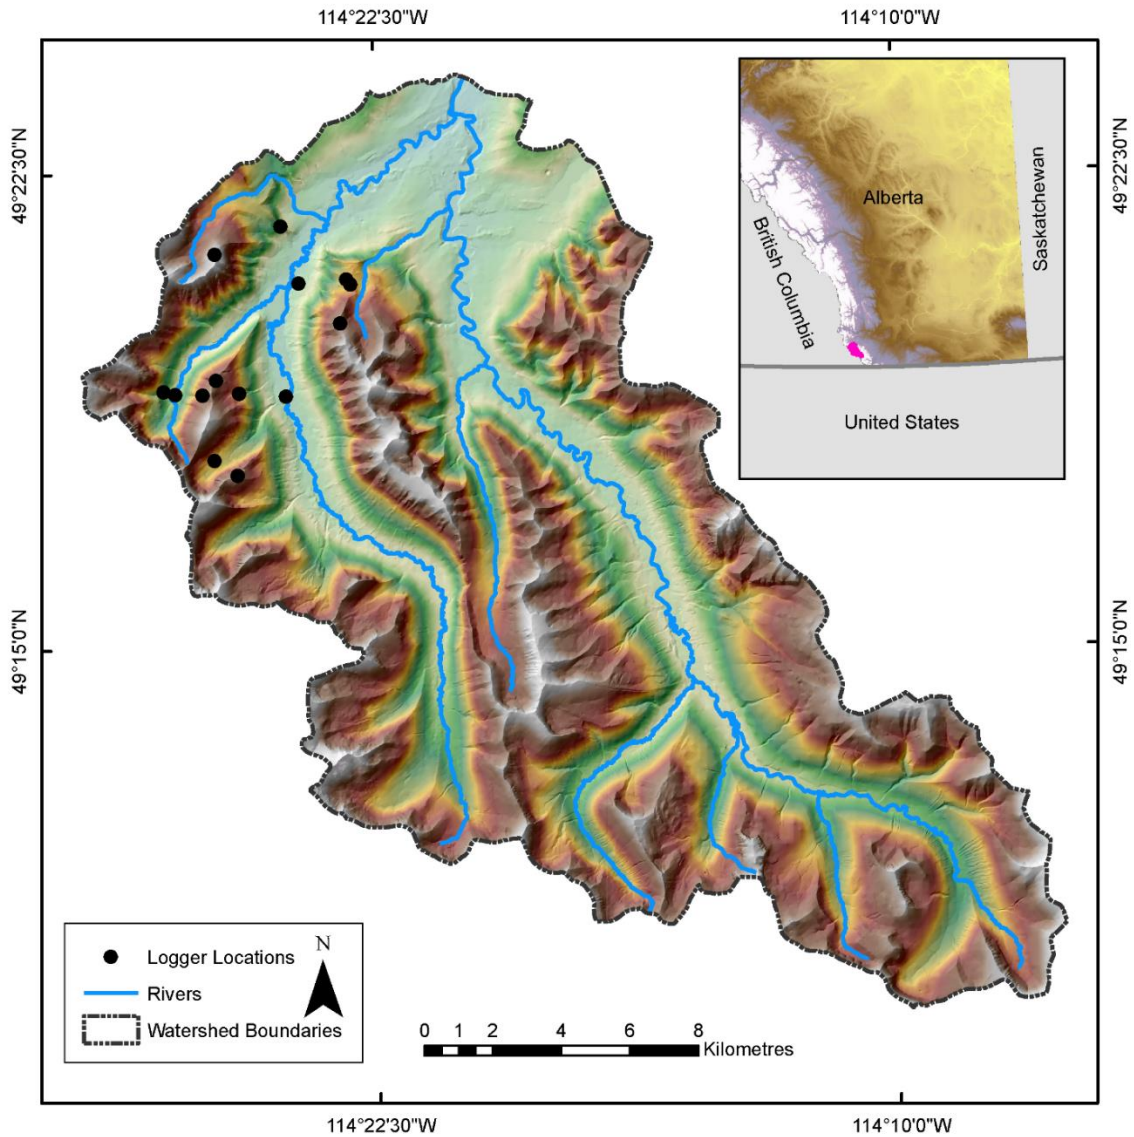 114°22'30"W
114°10'0"W
49°22'30"N
49°22'30"N
Alberta
British Columbia
Saskatchewan
United States
49°15'0"N
49°15'0"N
Logger Locations
Rivers
Watershed Boundaries
N
0 1 2 4 6 8
Kilometres
114°22'30"W
114°10'0"W